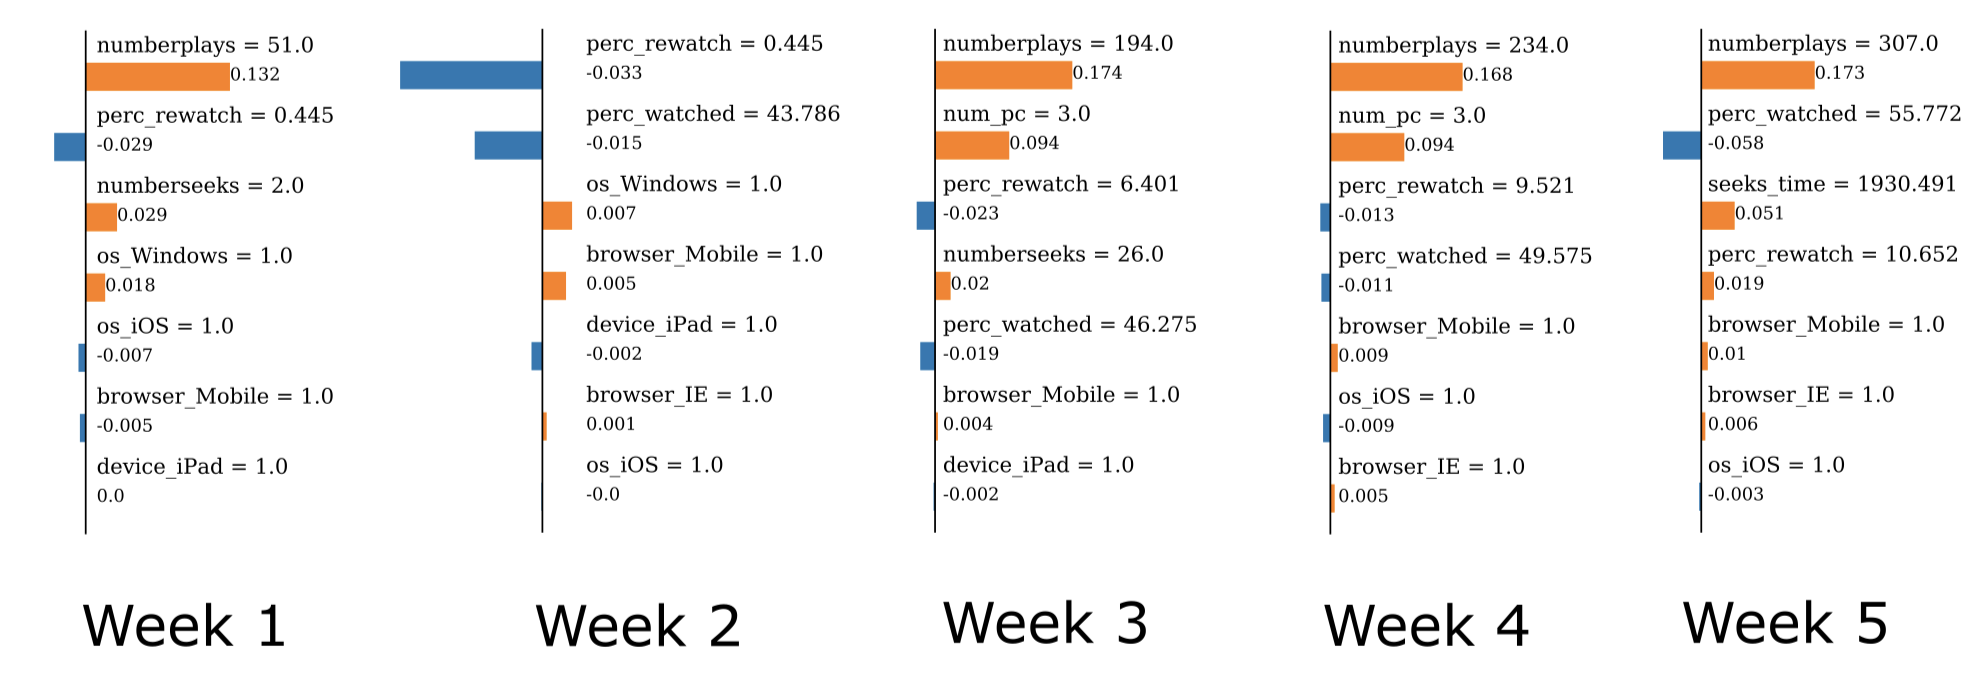 numberplays = 51.0
0.132
perc_rewatch = 0.445
-0.029
numberseeks = 2.0
0.029
os_Windows = 1.0
0.018
os_iOS = 1.0
-0.007
browser_Mobile = 1.0
-0.005
device_iPad = 1.0
0.0
Week 1
perc_rewatch = 0.445
-0.033
perc_watched = 43.786
-0.015
os_Windows = 1.0
0.007
browser_Mobile = 1.0
0.005
device_iPad = 1.0
-0.002
browser_IE = 1.0
0.001
os_iOS = 1.0
-0.0
Week 2
numberplays = 194.0
0.174
num_pc = 3.0
0.094
perc_rewatch = 6.401
-0.023
numberseeks = 26.0
0.02
perc_watched = 46.275
-0.019
browser_Mobile = 1.0
0.004
device_iPad = 1.0
-0.002
Week 3
numberplays = 234.0
0.168
num_pc = 3.0
0.094
perc_rewatch = 9.521
-0.013
perc_watched = 49.575
-0.011
browser_Mobile = 1.0
0.009
os_iOS = 1.0
-0.009
browser_IE = 1.0
0.005
Week 4
numberplays = 307.0
0.173
perc_watched = 55.772
-0.058
seeks_time = 1930.491
0.051
perc_rewatch = 10.652
0.019
browser_Mobile = 1.0
0.01
browser_IE = 1.0
0.006
os_iOS = 1.0
-0.003
Week 5